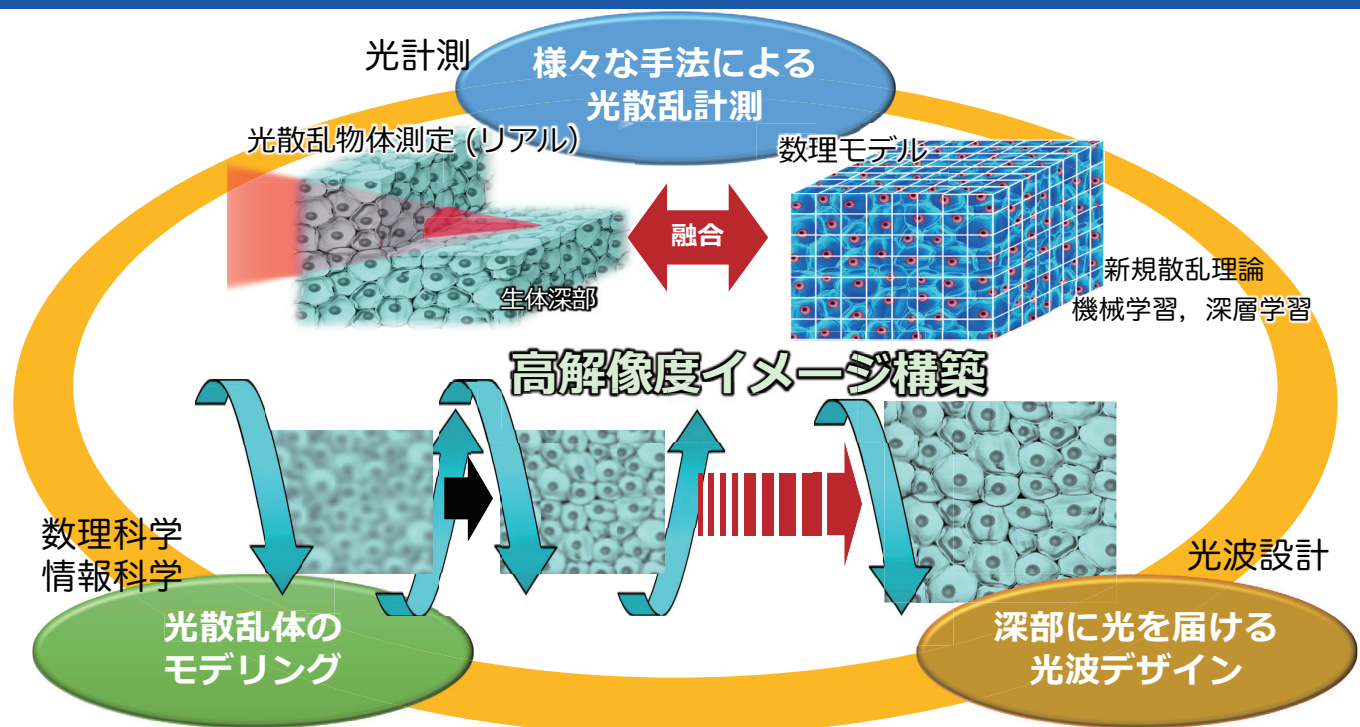 光計測
様々な手法による
光散乱計測
光散乱物体測定 (リアル)
数理モデル
融合
生体深部
新規散乱理論
機械学習，深層学習
高解像度イメージ構築
数理科学
情報科学
光波設計
光散乱体の
モデリング
深部に光を届ける
光波デザイン